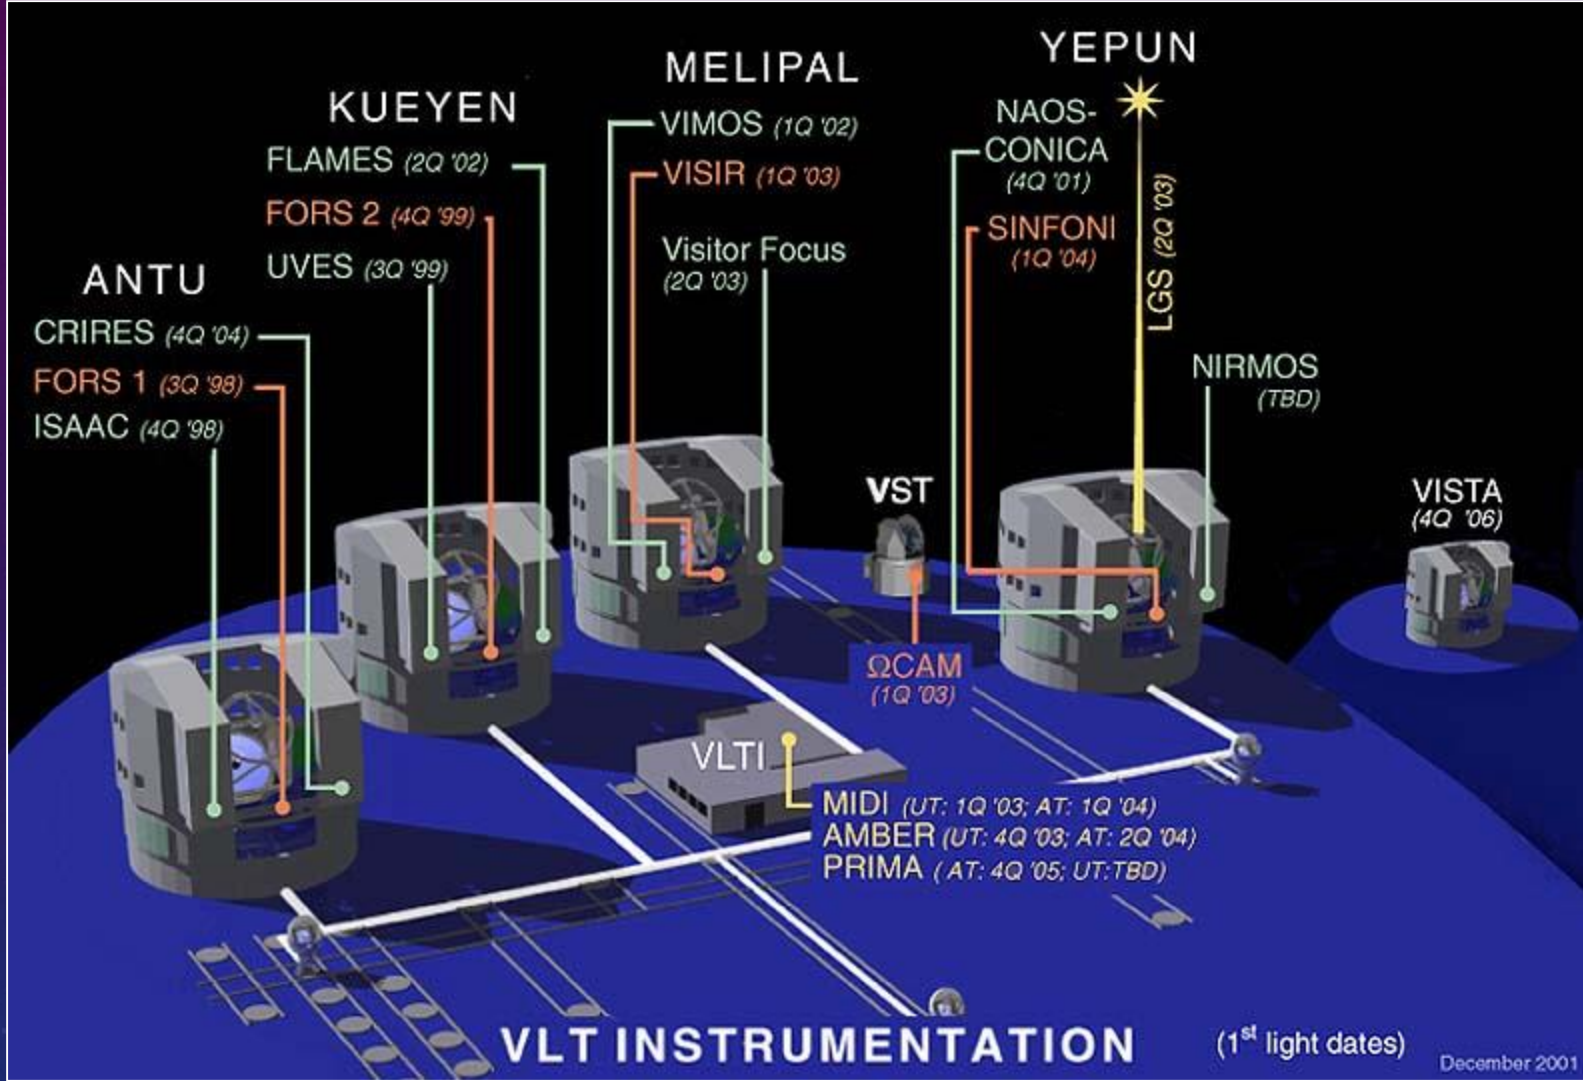 ANTU
CRIRES (4Q '04)
FORS 1 (3Q '98)
ISAAC (4Q '98)
KUEYEN
FLAMES (2Q '02)
FORS 2 (4Q '99)
UVES (3Q '99)
MELIPAL
VIMOS (1Q '02)
VISIR (1Q '03)
Visitor Focus
(2Q '03)
VST
ΩCAM
(1Q '03)
YEPUN
NAOS-
CONICA
(4Q '01)
SINFONI
(1Q '04)
LGS (2Q '03)
NIRMOS
(TBD)
VISTA
(4Q '06)
VLTI
MIDI (UT: 1Q '03; AT: 1Q '04)
AMBER (UT: 4Q '03; AT: 2Q '04)
PRIMA ( AT: 4Q '05; UT:TBD)
VLT INSTRUMENTATION
(1st light dates)
December 2001